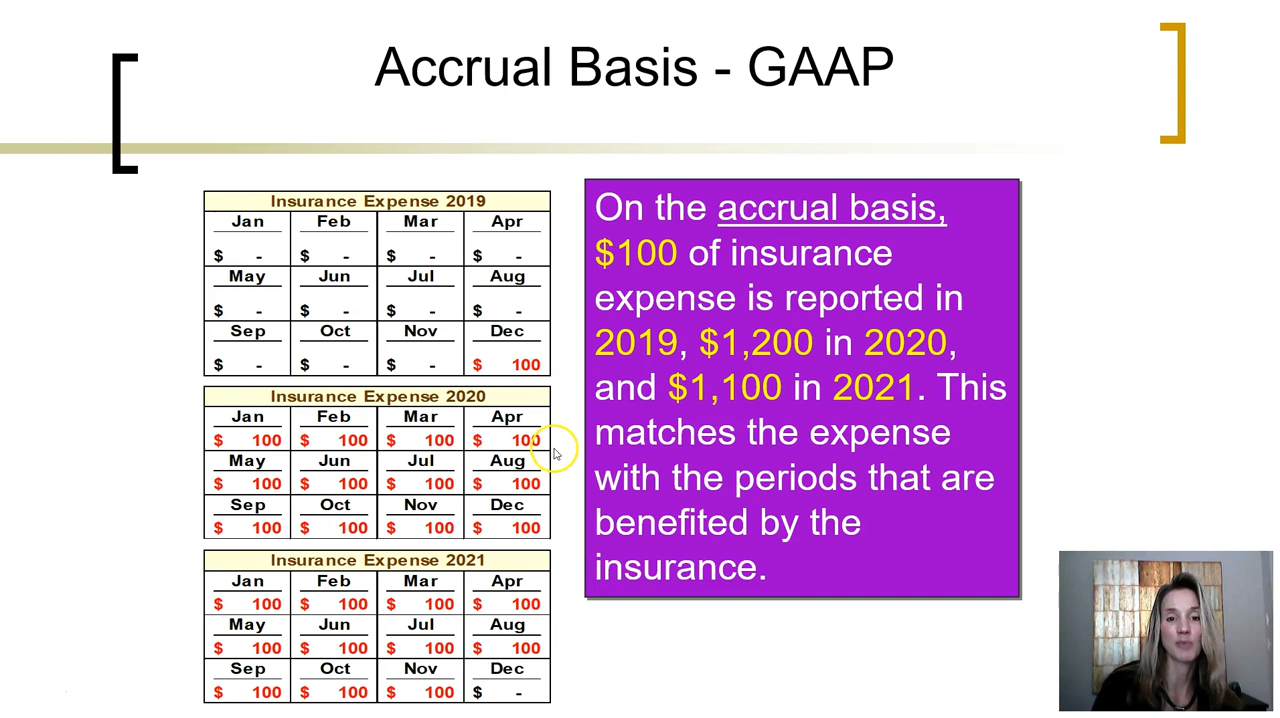 Accrual Basis - GAAP
Insurance Expense 2019
Jan Feb Mar Apr
$ - $ - $ - $ -
May Jun Jul Aug
$ - $ - $ - $ -
Sep Oct Nov Dec
$ - $ - $ - $ 100
Insurance Expense 2020
Jan Feb Mar Apr
$ 100 $ 100 $ 100 $ 100
May Jun Jul Aug
$ 100 $ 100 $ 100 $ 100
Sep Oct Nov Dec
$ 100 $ 100 $ 100 $ 100
Insurance Expense 2021
Jan Feb Mar Apr
$ 100 $ 100 $ 100 $ 100
May Jun Jul Aug
$ 100 $ 100 $ 100 $ 100
Sep Oct Nov Dec
$ 100 $ 100 $ 100 $ -
On the accrual basis,
$100 of insurance
expense is reported in
2019, $1,200 in 2020,
and $1,100 in 2021. This
matches the expense
with the periods that are
benefited by the
insurance.